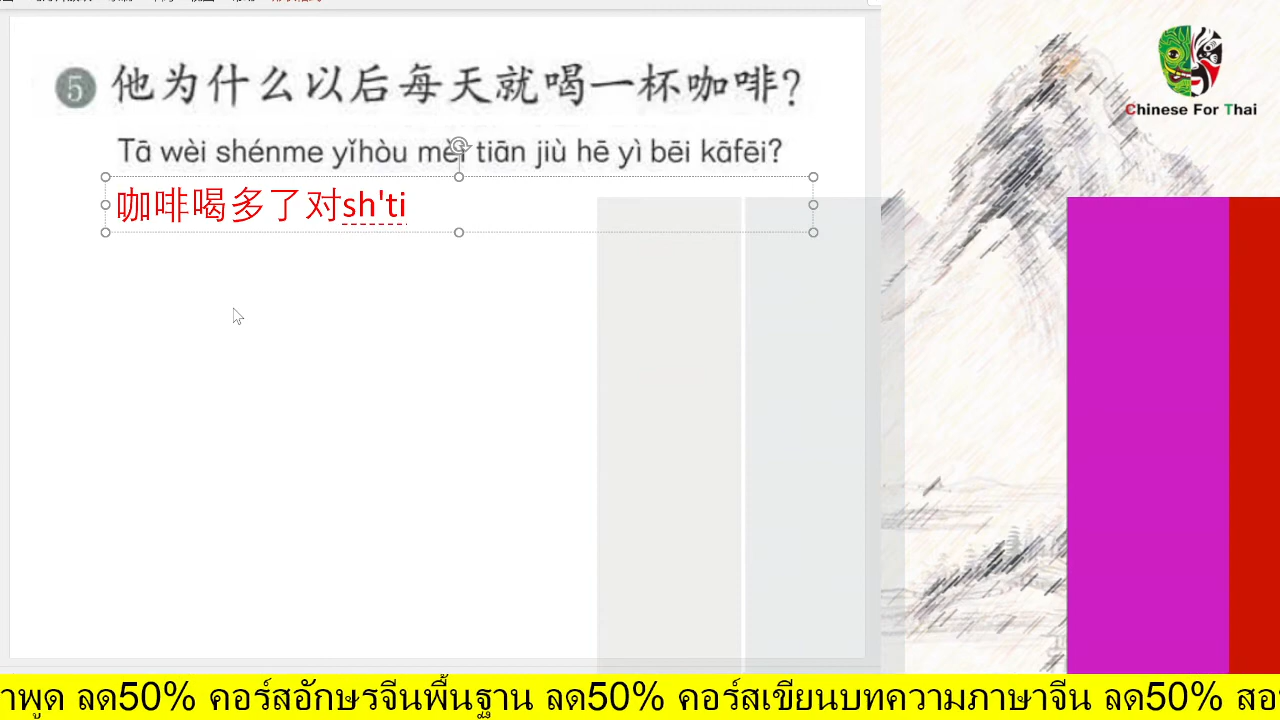 5 他为什么以后每天就喝一杯咖啡?
Tā wèi shénme yǐhòu měi tiān jiù hē yì bēi kāfēi?
咖啡喝多了对sh'ti
Chinese For Thai
าพูด ลด50% คอร์สอักษรจีนพื้นฐาน ลด50% คอร์สเขียนบทความภาษาจีน ลด50% สอ